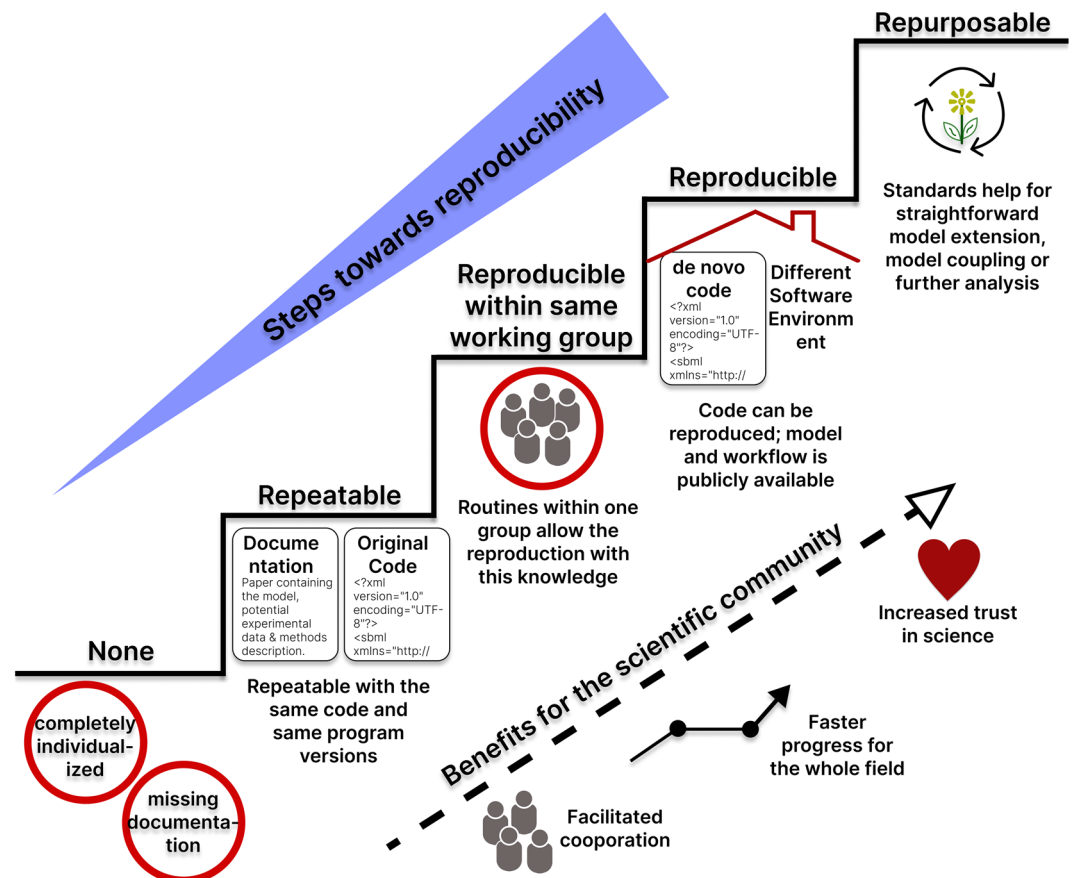 Repurposable
Standards help for
straightforward
model extension,
model coupling or
further analysis
Steps towards reproducibility
Reproducible
de novo
code
<?xml
version="1.0"
encoding="UTF-
8"?>
<sbml
xmlns="http://
Different
Software
Environm
ent
Code can be
reproduced; model
and workflow is
publicly available
Reproducible
within same
working group
Routines within one
group allow the
reproduction with
this knowledge
Repeatable
Docume
ntation
Paper containing
the model,
potential
experimental
data & methods
description.
Original
Code
<?xml
version="1.0"
encoding="UTF-
8"?>
<sbml
xmlns="http://
Repeatable with the
same code and
same program
versions
None
completely
individual-
ized
missing
documenta-
tion
Benefits for the scientific community
Increased trust
in science
Faster
progress for
the whole field
Facilitated
cooporation